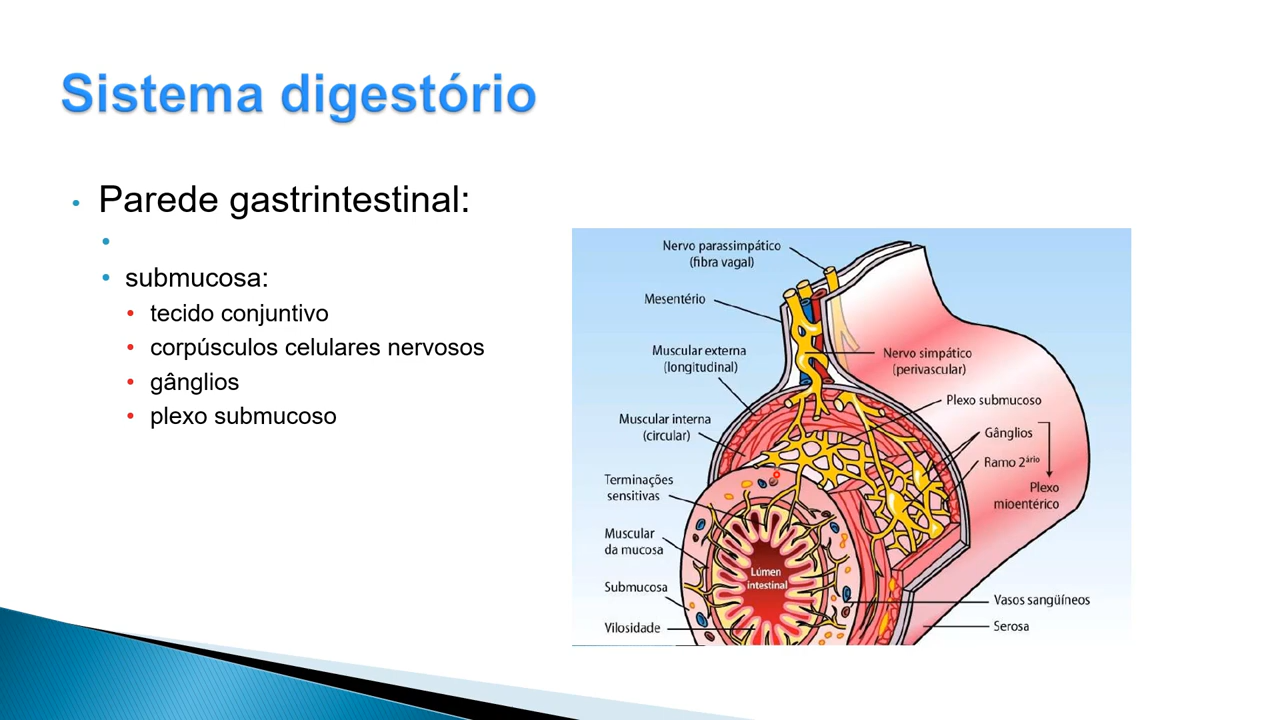 Sistema digestório
• Parede gastrintestinal:
•
• submucosa:
• tecido conjuntivo
• corpúsculos celulares nervosos
• gânglios
• plexo submucoso
Nervo parassimpático
(fibra vagal)
Mesentério
Muscular externa
(longitudinal)
Muscular interna
(circular)
Terminações
sensitivas
Muscular
da mucosa
Submucosa
Vilosidade
Lúmen
intestinal
Nervo simpático
(perivascular)
Plexo submucoso
Gânglios
Ramo 2ário
Plexo
mioentérico
Vasos sangüíneos
Serosa